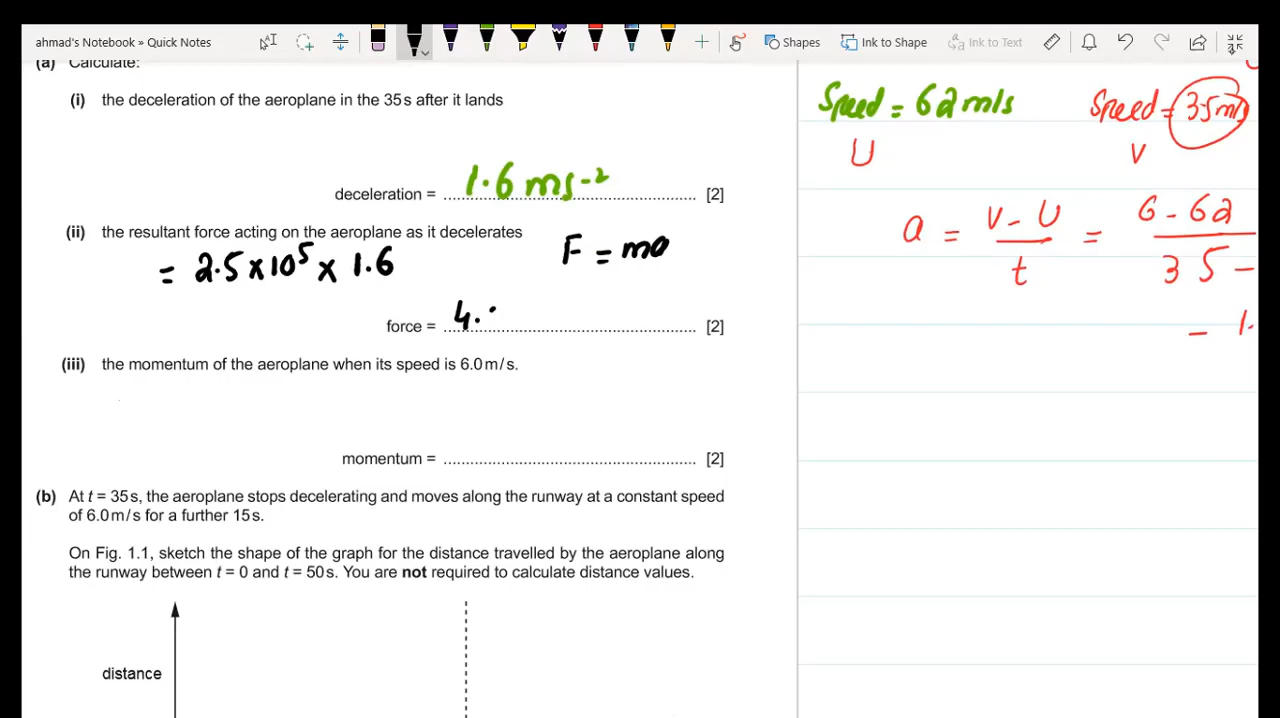 ahmad's Notebook » Quick Notes
Shapes
Ink to Shape
Ink to Text
(a) Calculate:
(i) the deceleration of the aeroplane in the 35 s after it lands
deceleration = 1.6 ms-2 [2]
(ii) the resultant force acting on the aeroplane as it decelerates
F = ma
= 2.5 × 10⁵ × 1.6
force = 4. [2]
(iii) the momentum of the aeroplane when its speed is 6.0 m/s.
momentum = [2]
(b) At t = 35 s, the aeroplane stops decelerating and moves along the runway at a constant speed
of 6.0 m/s for a further 15 s.
On Fig. 1.1, sketch the shape of the graph for the distance travelled by the aeroplane along
the runway between t = 0 and t = 50 s. You are not required to calculate distance values.
distance
Speed = 62 m/s
U
Speed = 35 m/s
V
a = V - U / t = 6 - 62 / 35 -
- 1.